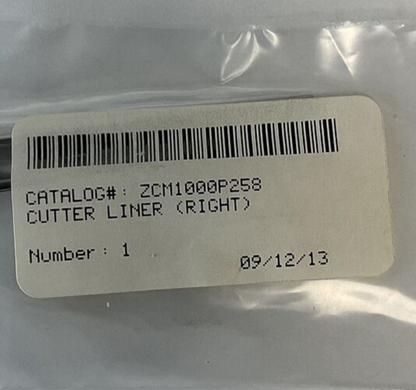 CATALOG#: ZCM1000P258
CUTTER LINER (RIGHT)
Number: 1
09/12/13